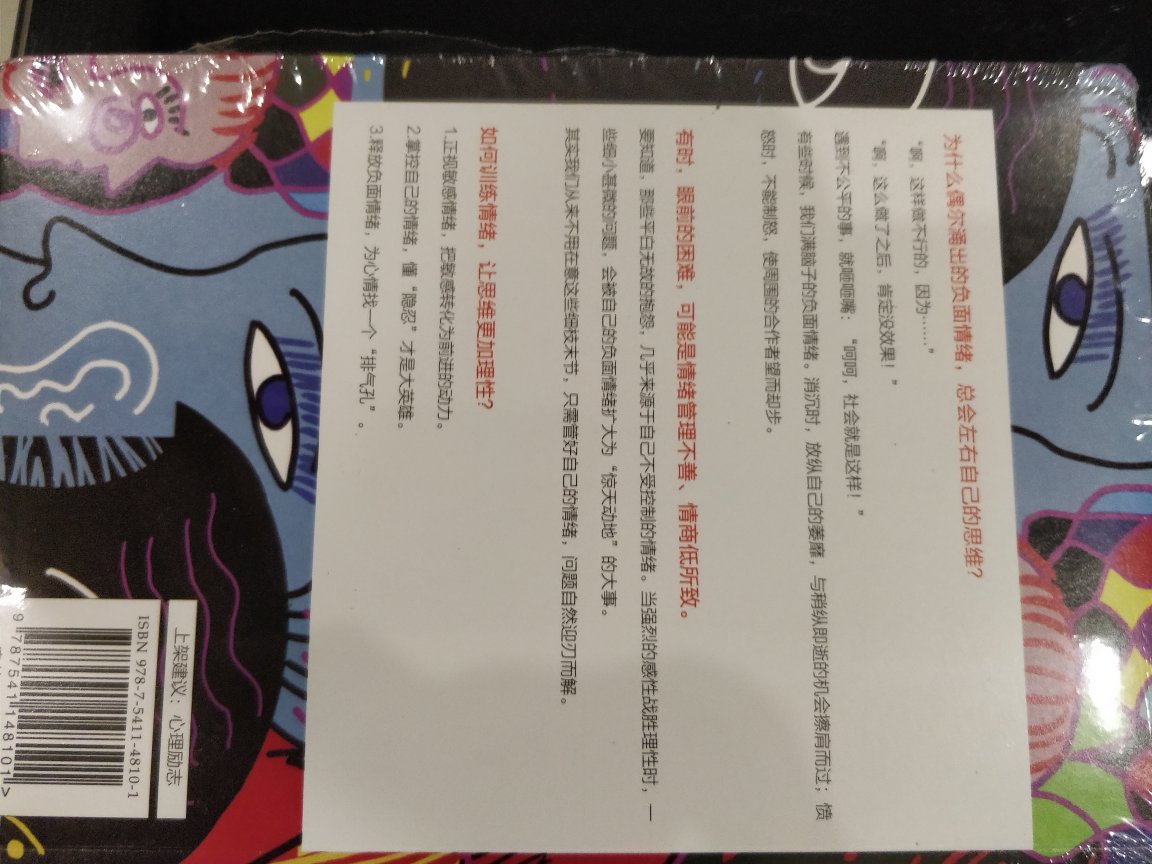 为什么偶尔涌出的负面情绪，总会左右自己的思维？
“啊，这样做不行的，因为……”
“啊，这么做了之后，肯定没效果！”
遇到不公平的事，就咂咂嘴：“呵呵，社会就是这样！”
有些时候，我们满脑子的负面情绪。消沉时，放纵自己的萎靡，与稍纵即逝的机会擦肩而过；愤
怒时，不能制怒，使周围的合作者望而却步。
有时，眼前的困难，可能是情绪管理不善、情商低所致。
要知道，那些平白无故的抱怨，几乎来源于自己不受控制的情绪。当强烈的感性战胜理性时，一
些细小甚微的问题，会被自己的负面情绪扩大为“惊天动地”的大事。
其实我们从来不用在意这些细枝末节，只需管好自己的情绪，问题自然迎刃而解。
如何训练情绪，让思维更加理性？
1.正视敏感情绪，把敏感转化为前进的动力。
2.掌控自己的情绪，懂“隐忍”才是大英雄。
3.释放负面情绪，为心情找一个“排气孔”。
上架建议：心理励志
ISBN 978-7-5411-4810-1
9 787541 148101>